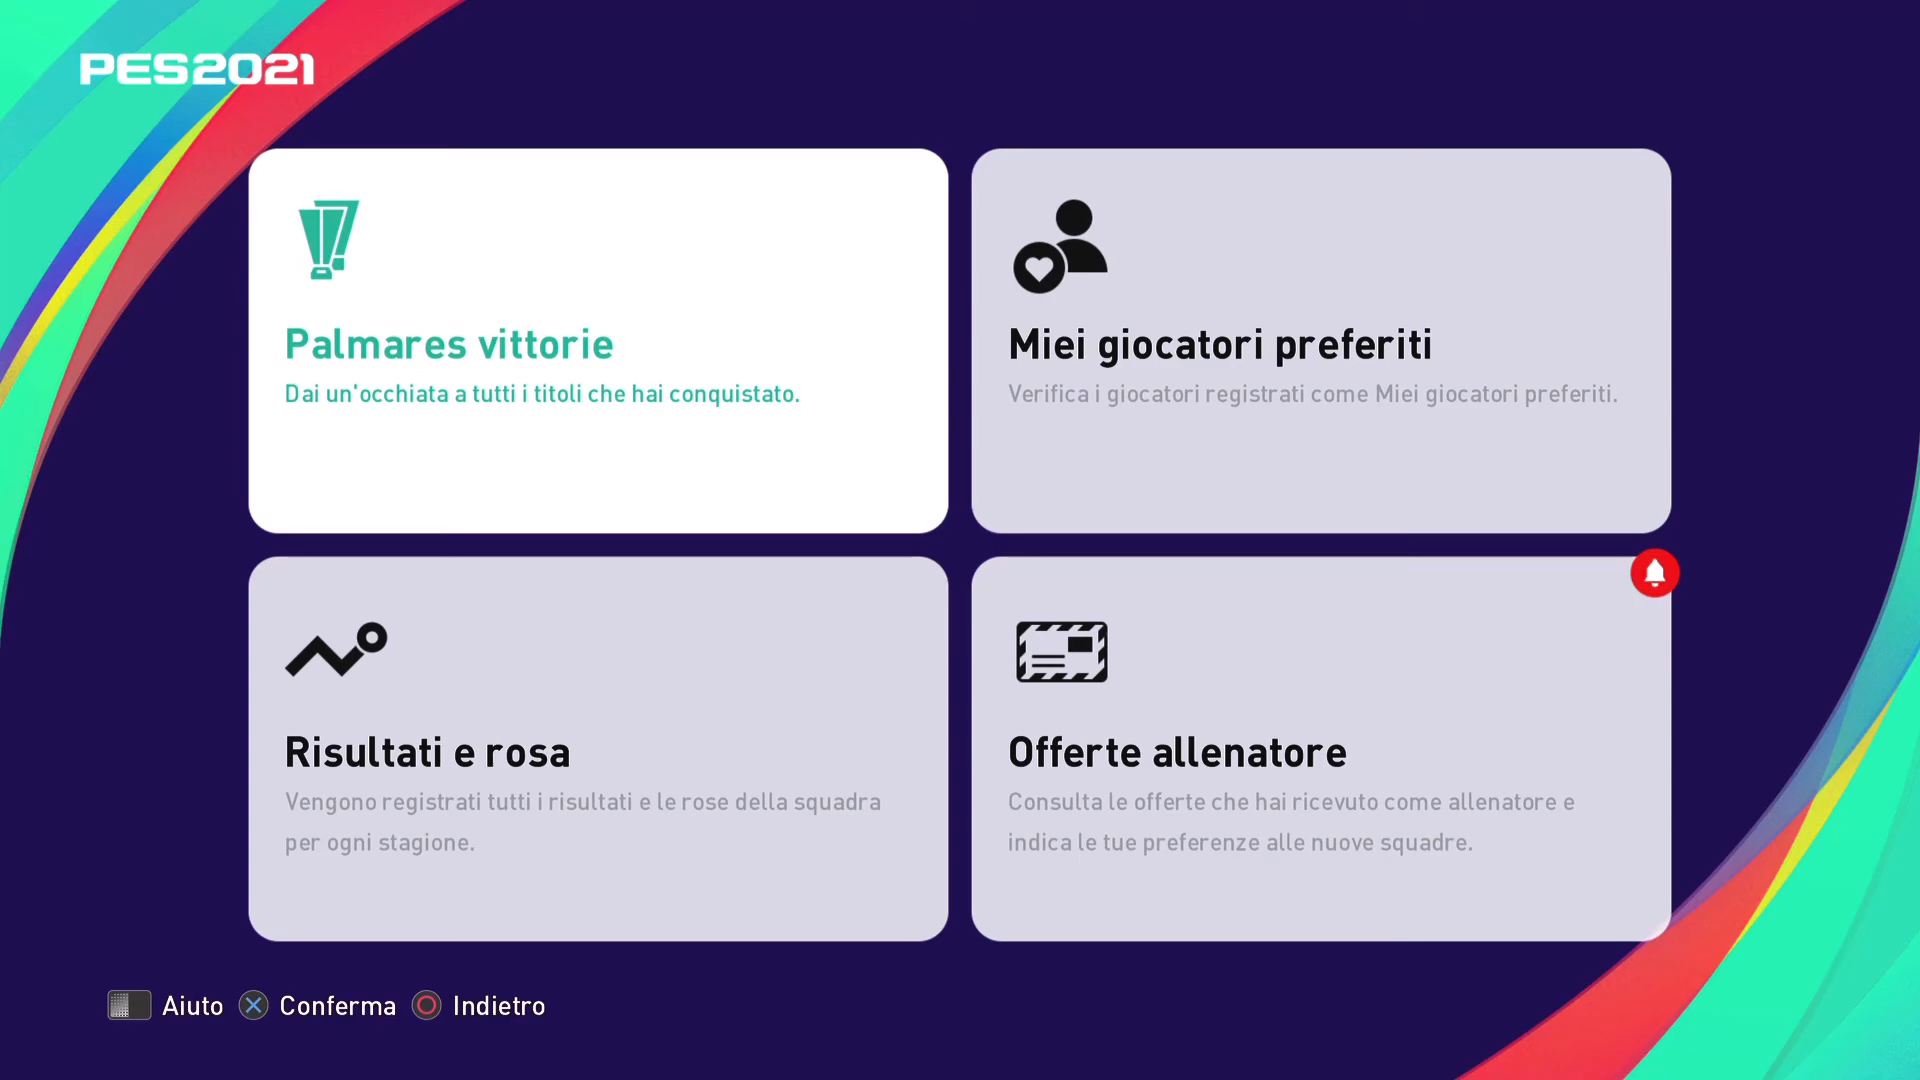 PES2021
Palmares vittorie
Dai un'occhiata a tutti i titoli che hai conquistato.
Miei giocatori preferiti
Verifica i giocatori registrati come Miei giocatori preferiti.
Risultati e rosa
Vengono registrati tutti i risultati e le rose della squadra
per ogni stagione.
Offerte allenatore
Consulta le offerte che hai ricevuto come allenatore e
indica le tue preferenze alle nuove squadre.
Aiuto Conferma Indietro